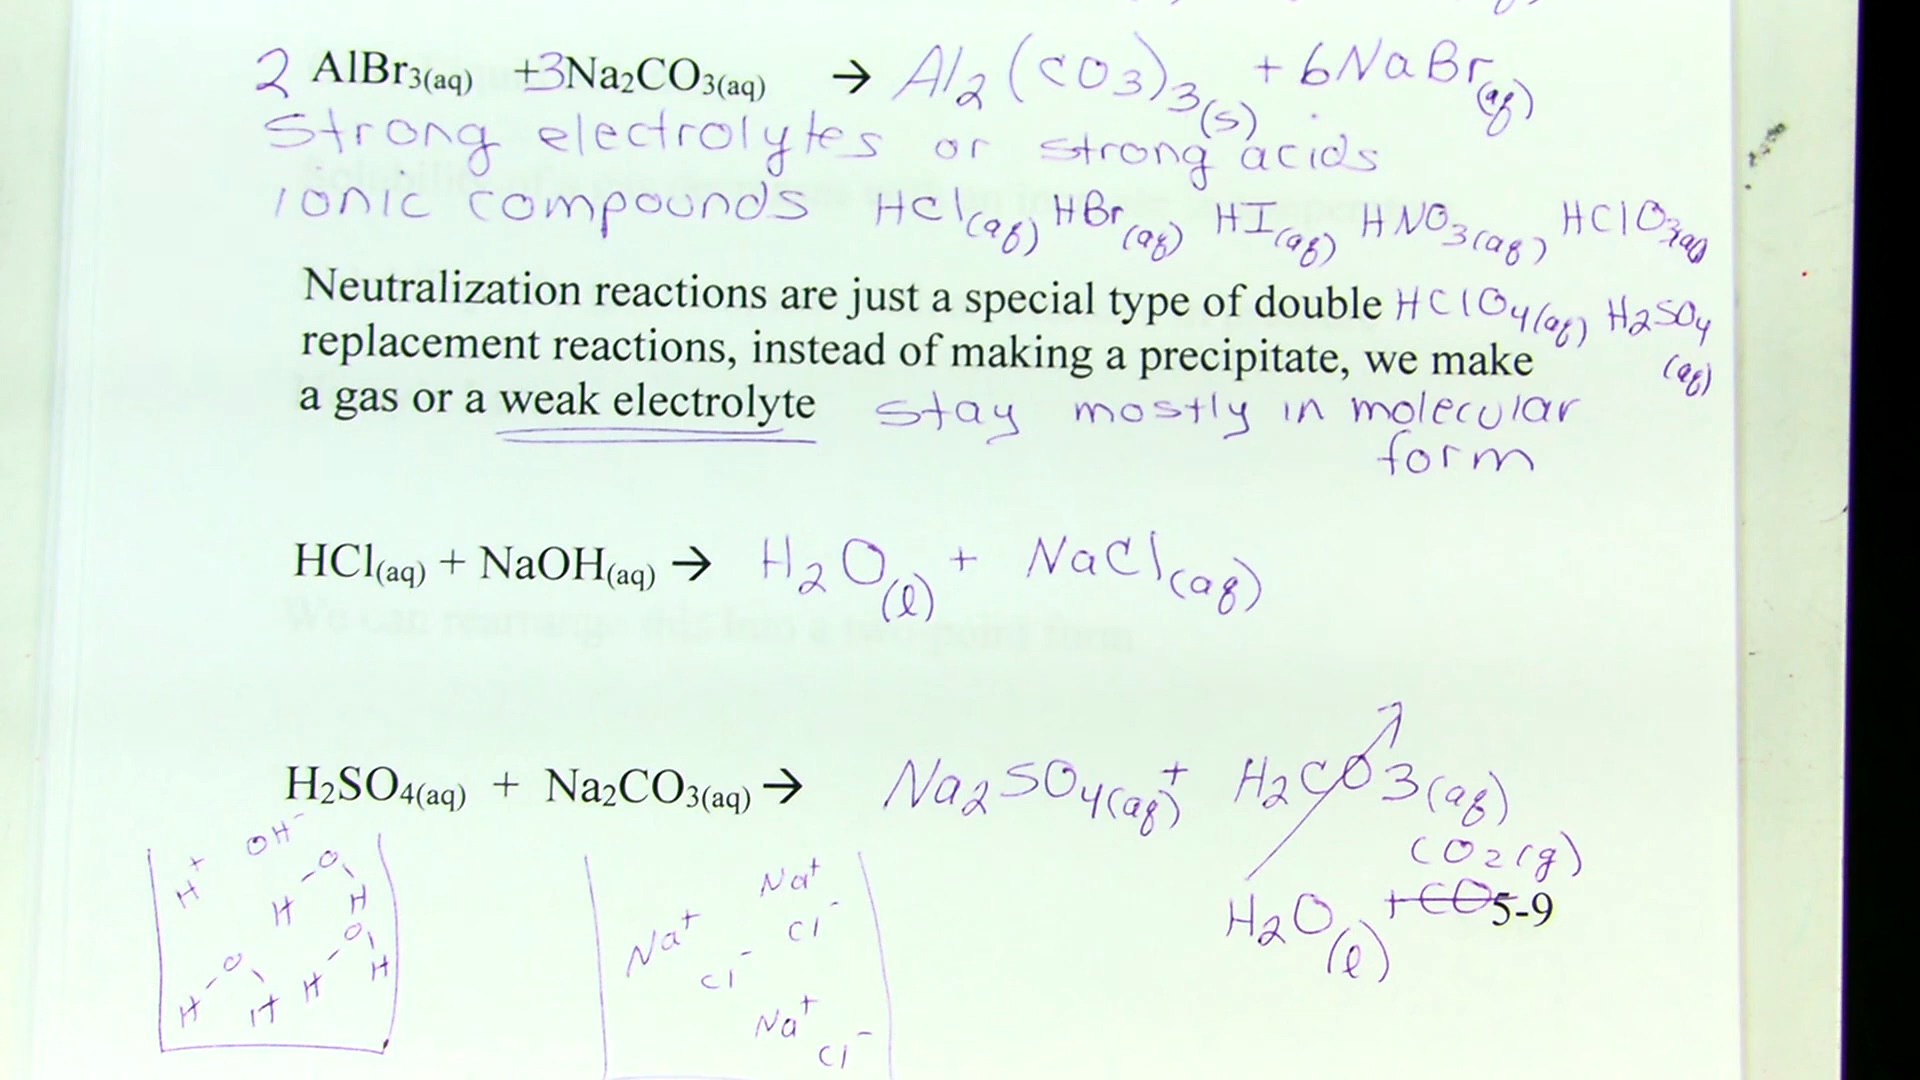 2 AlBr3(aq) +3Na2CO3(aq) → Al2(CO3)3(s) + 6NaBr(aq)
Strong electrolytes or strong acids
ionic compounds HCl(aq) HBr(aq) HI(aq) HNO3(aq) HClO3(aq)
Neutralization reactions are just a special type of double HClO4(aq) H2SO4
replacement reactions, instead of making a precipitate, we make (aq)
a gas or a weak electrolyte stay mostly in molecular
form
HCl(aq) + NaOH(aq) → H2O(l) + NaCl(aq)
H2SO4(aq) + Na2CO3(aq) → Na2SO4(aq) + H2CO3(aq)
CO2(g)
H2O(l) + CO 5-9
H+ OH-
O
H H
O
H H
O
H H
Na+
Cl-
Na+
Cl-
Na+
Cl-